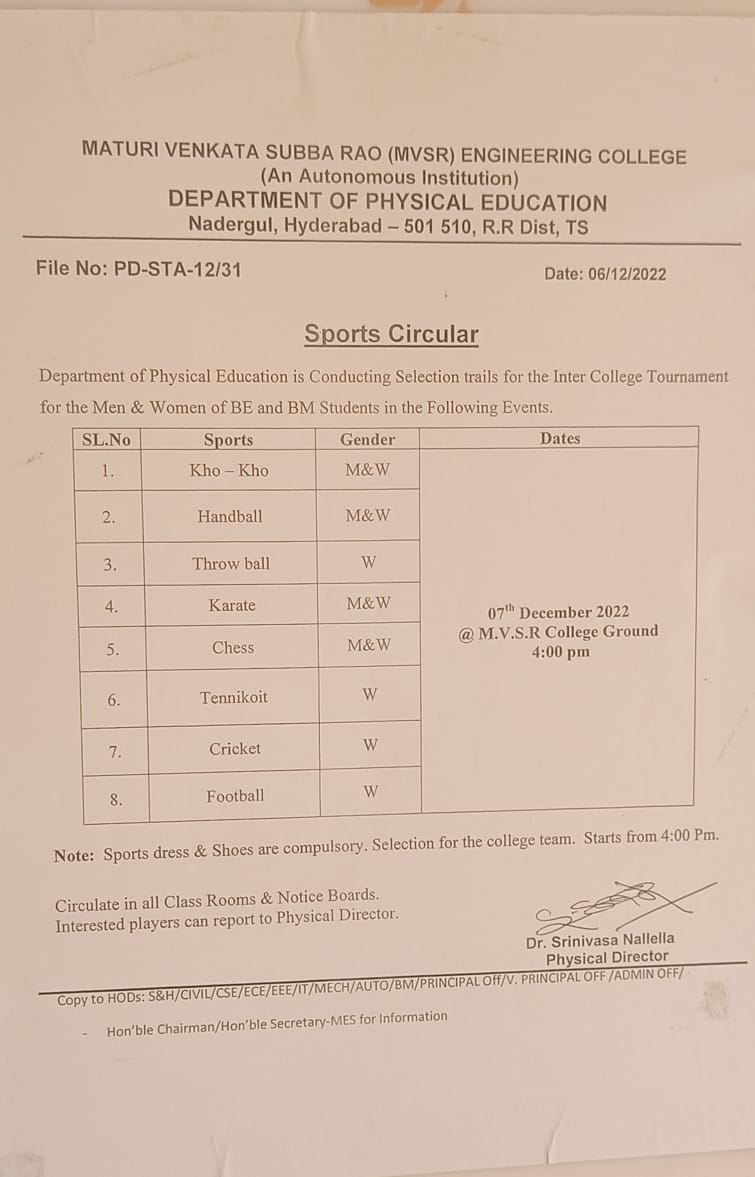 MATURI VENKATA SUBBA RAO (MVSR) ENGINEERING COLLEGE
(An Autonomous Institution)
DEPARTMENT OF PHYSICAL EDUCATION
Nadergul, Hyderabad – 501 510, R.R Dist, TS
File No: PD-STA-12/31 Date: 06/12/2022
Sports Circular
Department of Physical Education is Conducting Selection trails for the Inter College Tournament
for the Men & Women of BE and BM Students in the Following Events.
SL.No Sports Gender Dates
1. Kho – Kho M&W
2. Handball M&W
3. Throw ball W
4. Karate M&W
5. Chess M&W
6. Tennikoit W
7. Cricket W
8. Football W
07th December 2022
@ M.V.S.R College Ground
4:00 pm
Note: Sports dress & Shoes are compulsory. Selection for the college team. Starts from 4:00 Pm.
Circulate in all Class Rooms & Notice Boards.
Interested players can report to Physical Director.
Dr. Srinivasa Nallella
Physical Director
Copy to HODs: S&H/CIVIL/CSE/ECE/EEE/IT/MECH/AUTO/BM/PRINCIPAL Off/V. PRINCIPAL OFF /ADMIN OFF/
- Hon'ble Chairman/Hon'ble Secretary-MES for Information